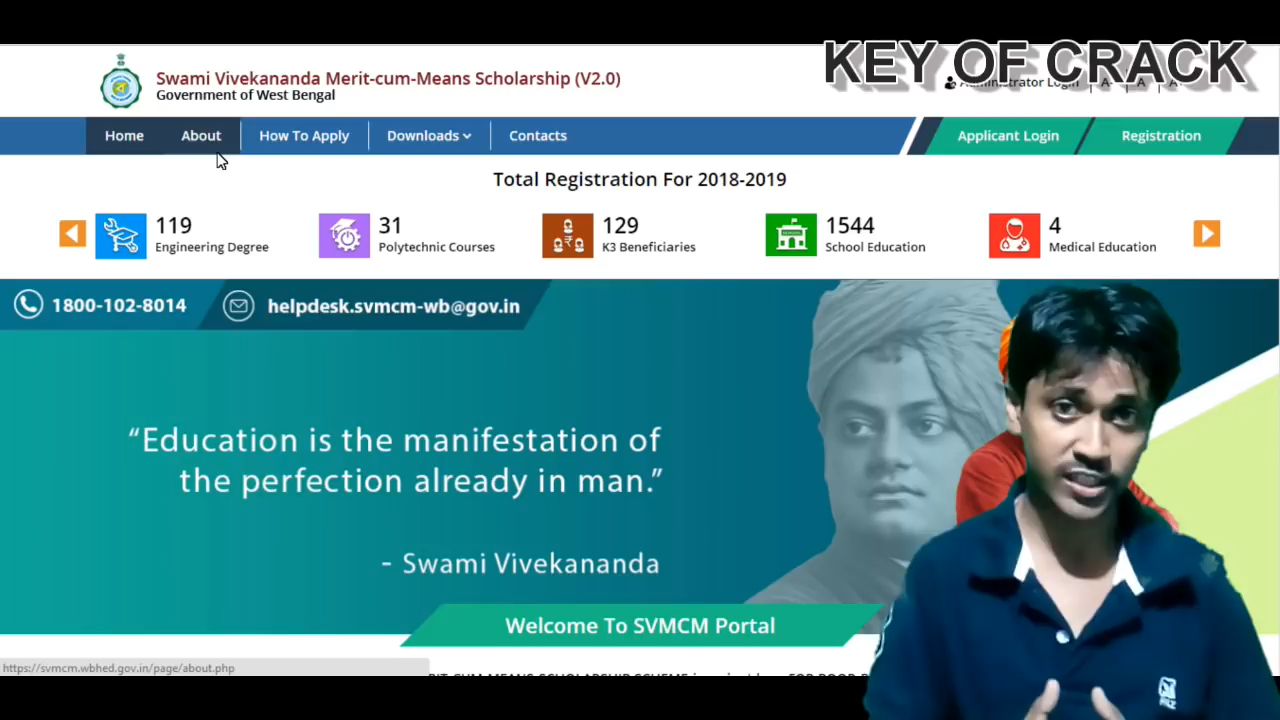 KEY OF CRACK
Swami Vivekananda Merit-cum-Means Scholarship (V2.0)
Government of West Bengal
Administrator Login
Home
About
How To Apply
Downloads
Contacts
Applicant Login
Registration
Total Registration For 2018-2019
119
Engineering Degree
31
Polytechnic Courses
129
K3 Beneficiaries
1544
School Education
4
Medical Education
1800-102-8014
helpdesk.svmcm-wb@gov.in
“Education is the manifestation of
the perfection already in man.”
- Swami Vivekananda
Welcome To SVMCM Portal
https://svmcm.wbhed.gov.in/page/about.php